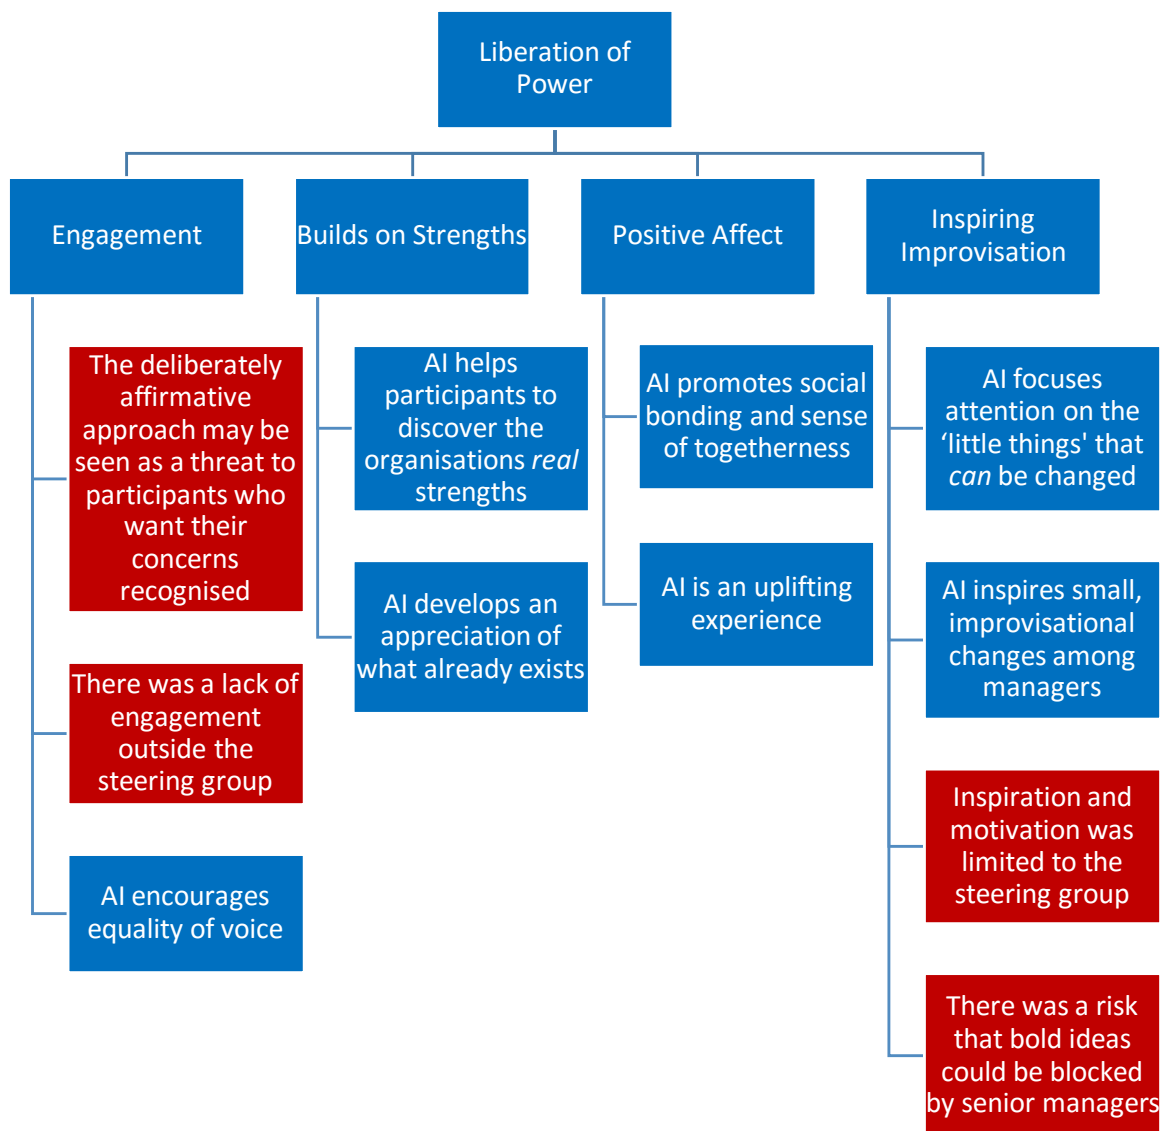 Liberation of
Power
Engagement
Builds on Strengths
Positive Affect
Inspiring
Improvisation
The deliberately
affirmative
approach may be
seen as a threat to
participants who
want their
concerns
recognised
There was a lack of
engagement
outside the
steering group
AI encourages
equality of voice
AI helps
participants to
discover the
organisations real
strengths
AI develops an
appreciation of
what already exists
AI promotes social
bonding and sense
of togetherness
AI is an uplifting
experience
AI focuses
attention on the
‘little things' that
can be changed
AI inspires small,
improvisational
changes among
managers
Inspiration and
motivation was
limited to the
steering group
There was a risk
that bold ideas
could be blocked
by senior managers